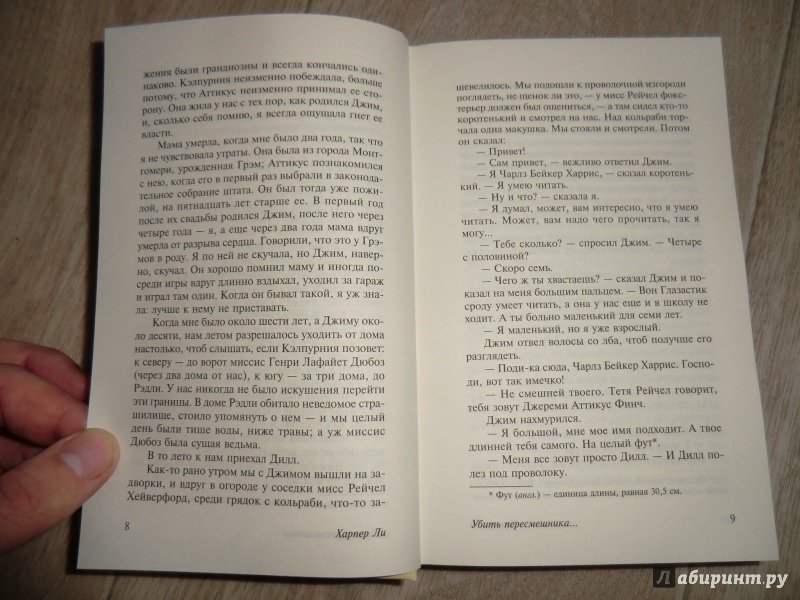 жения были грандиозны и всегда кончались оди-
наково. Кэлпурния неизменно побеждала, больше
потому, что Аттикус неизменно принимал ее сто-
рону. Она жила у нас с тех пор, как родился Джим,
и, сколько себя помню, я всегда ощущала гнет ее
власти.
Мама умерла, когда мне было два года, так что
я не чувствовала утраты. Она была из города Монт-
гомери, урожденная Грэм; Аттикус познакомился
с нею, когда его в первый раз выбрали в законода-
тельное собрание штата. Он был тогда уже пожи-
лой, на пятнадцать лет старше ее. В первый год
после их свадьбы родился Джим, после него через
четыре года — я, а еще через два года мама вдруг
умерла от разрыва сердца. Говорили, что это у Грэ-
мов в роду. Я по ней не скучала, но Джим, навер-
но, скучал. Он хорошо помнил маму и иногда по-
среди игры вдруг длинно вздыхал, уходил за гараж
и играл там один. Когда он бывал такой, я уж зна-
ла: лучше к нему не приставать.
Когда мне было около шести лет, а Джиму око-
ло десяти, нам летом разрешалось уходить от дома
настолько, чтоб слышать, если Кэлпурния позовет:
к северу — до ворот миссис Генри Лафайет Дюбоз
(через два дома от нас), к югу — за три дома, до
Рэдли. У нас никогда не было искушения перейти
эти границы. В доме Рэдли обитало неведомое стра-
шилище, стоило упомянуть о нем — и мы целый
день были тише воды, ниже травы; а уж миссис
Дюбоз была сущая ведьма.
В то лето к нам приехал Дилл.
Как-то рано утром мы с Джимом вышли на за-
дворки, и вдруг в огороде у соседки мисс Рейчел
Хейверфорд, среди грядок с кольраби, что-то за-
8
Харпер Ли
шевелилось. Мы подошли к проволочной изгороди
поглядеть, не щенок ли это, — у мисс Рейчел фокс-
терьер должен был ощениться, — а там сидел кто-то
коротенький и смотрел на нас. Над кольраби тор-
чала одна макушка. Мы стояли и смотрели. Потом
он сказал:
— Привет!
— Сам привет, — вежливо ответил Джим.
— Я Чарлз Бейкер Харрис, — сказал коротень-
кий. — Я умею читать.
— Ну и что? — сказала я.
— Я думал, может, вам интересно, что я умею
читать. Может, вам надо чего прочитать, так я
могу...
— Тебе сколько? — спросил Джим. — Четыре
с половиной?
— Скоро семь.
— Чего ж ты хвастаешь? — сказал Джим и по-
казал на меня большим пальцем. — Вон Глазастик
сроду умеет читать, а она у нас еще и в школу не
ходит. А ты больно маленький для семи лет.
— Я маленький, но я уже взрослый.
Джим отвел волосы со лба, чтоб получше его
разглядеть.
— Поди-ка сюда, Чарлз Бейкер Харрис. Госпо-
ди, вот так имечко!
— Не смешней твоего. Тетя Рейчел говорит,
тебя зовут Джереми Аттикус Финч.
Джим нахмурился.
— Я большой, мне мое имя подходит. А твое
длинней тебя самого. На целый фут*.
— Меня все зовут просто Дилл. — И Дилл по-
лез под проволоку.
* Фут (англ.) — единица длины, равная 30,5 см.
Убить пересмешника...
9
Лабиринт.ру